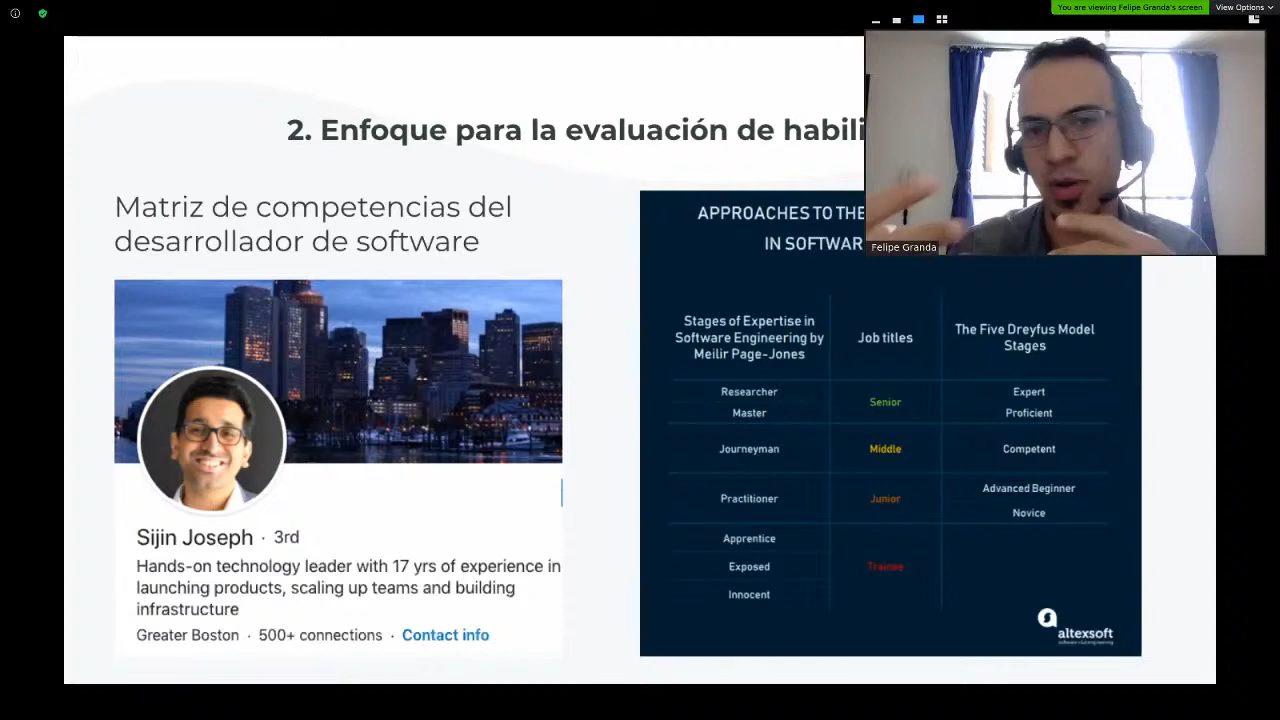 You are viewing Felipe Granda's screen
View Options
2. Enfoque para la evaluación de habili
Matriz de competencias del
desarrollador de software
Sijin Joseph · 3rd
Hands-on technology leader with 17 yrs of experience in
launching products, scaling up teams and building
infrastructure
Greater Boston · 500+ connections · Contact info
APPROACHES TO THE
IN SOFTWAR
Stages of Expertise in
Software Engineering by
Meilir Page-Jones
Job titles
The Five Dreyfus Model
Stages
Researcher
Master
Senior
Expert
Proficient
Journeyman
Middle
Competent
Practitioner
Junior
Advanced Beginner
Novice
Apprentice
Exposed
Innocent
Trainee
altexsoft
Felipe Granda